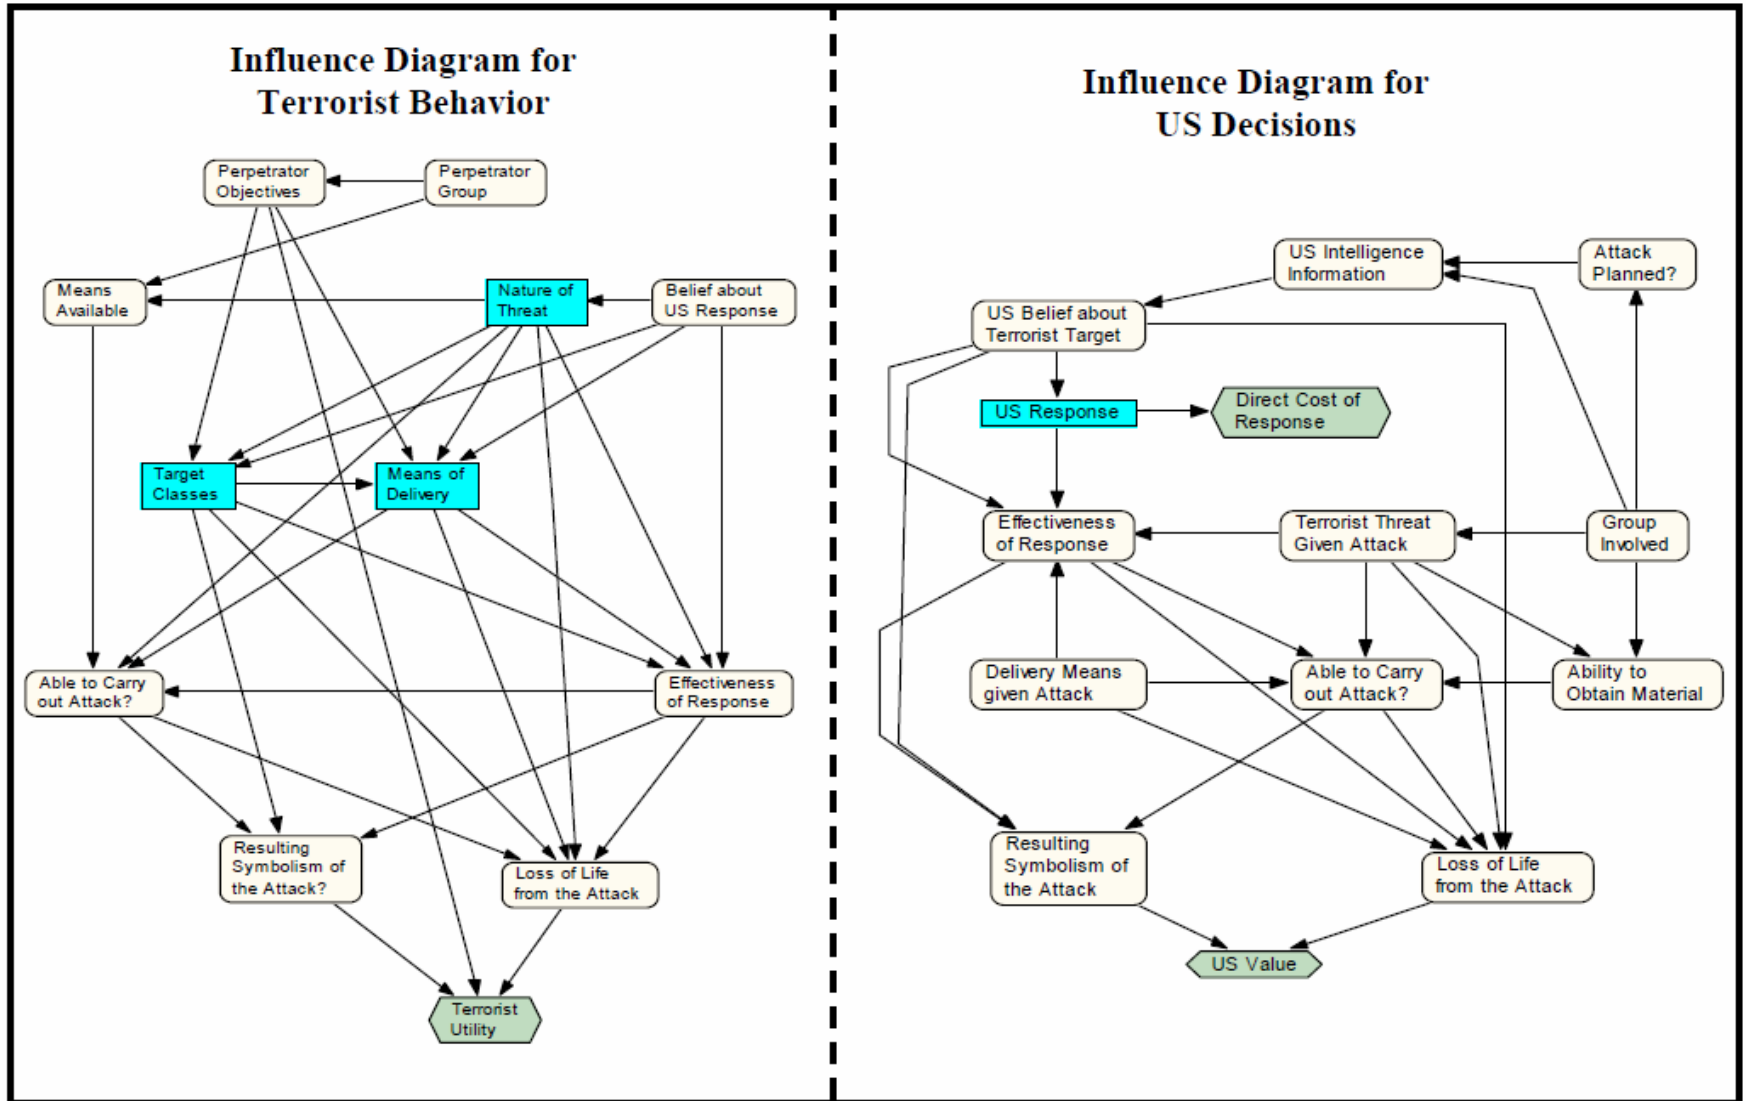 Influence Diagram for
Terrorist Behavior
Perpetrator
Objectives
Perpetrator
Group
Means
Available
Nature of
Threat
Belief about
US Response
Target
Classes
Means of
Delivery
Able to Carry
out Attack?
Effectiveness
of Response
Resulting
Symbolism of
the Attack?
Loss of Life
from the Attack
Terrorist
Utility
Influence Diagram for
US Decisions
US Intelligence
Information
Attack
Planned?
US Belief about
Terrorist Target
US Response
Direct Cost of
Response
Effectiveness
of Response
Terrorist Threat
Given Attack
Group
Involved
Delivery Means
given Attack
Able to Carry
out Attack?
Ability to
Obtain Material
Resulting
Symbolism of
the Attack
Loss of Life
from the Attack
US Value